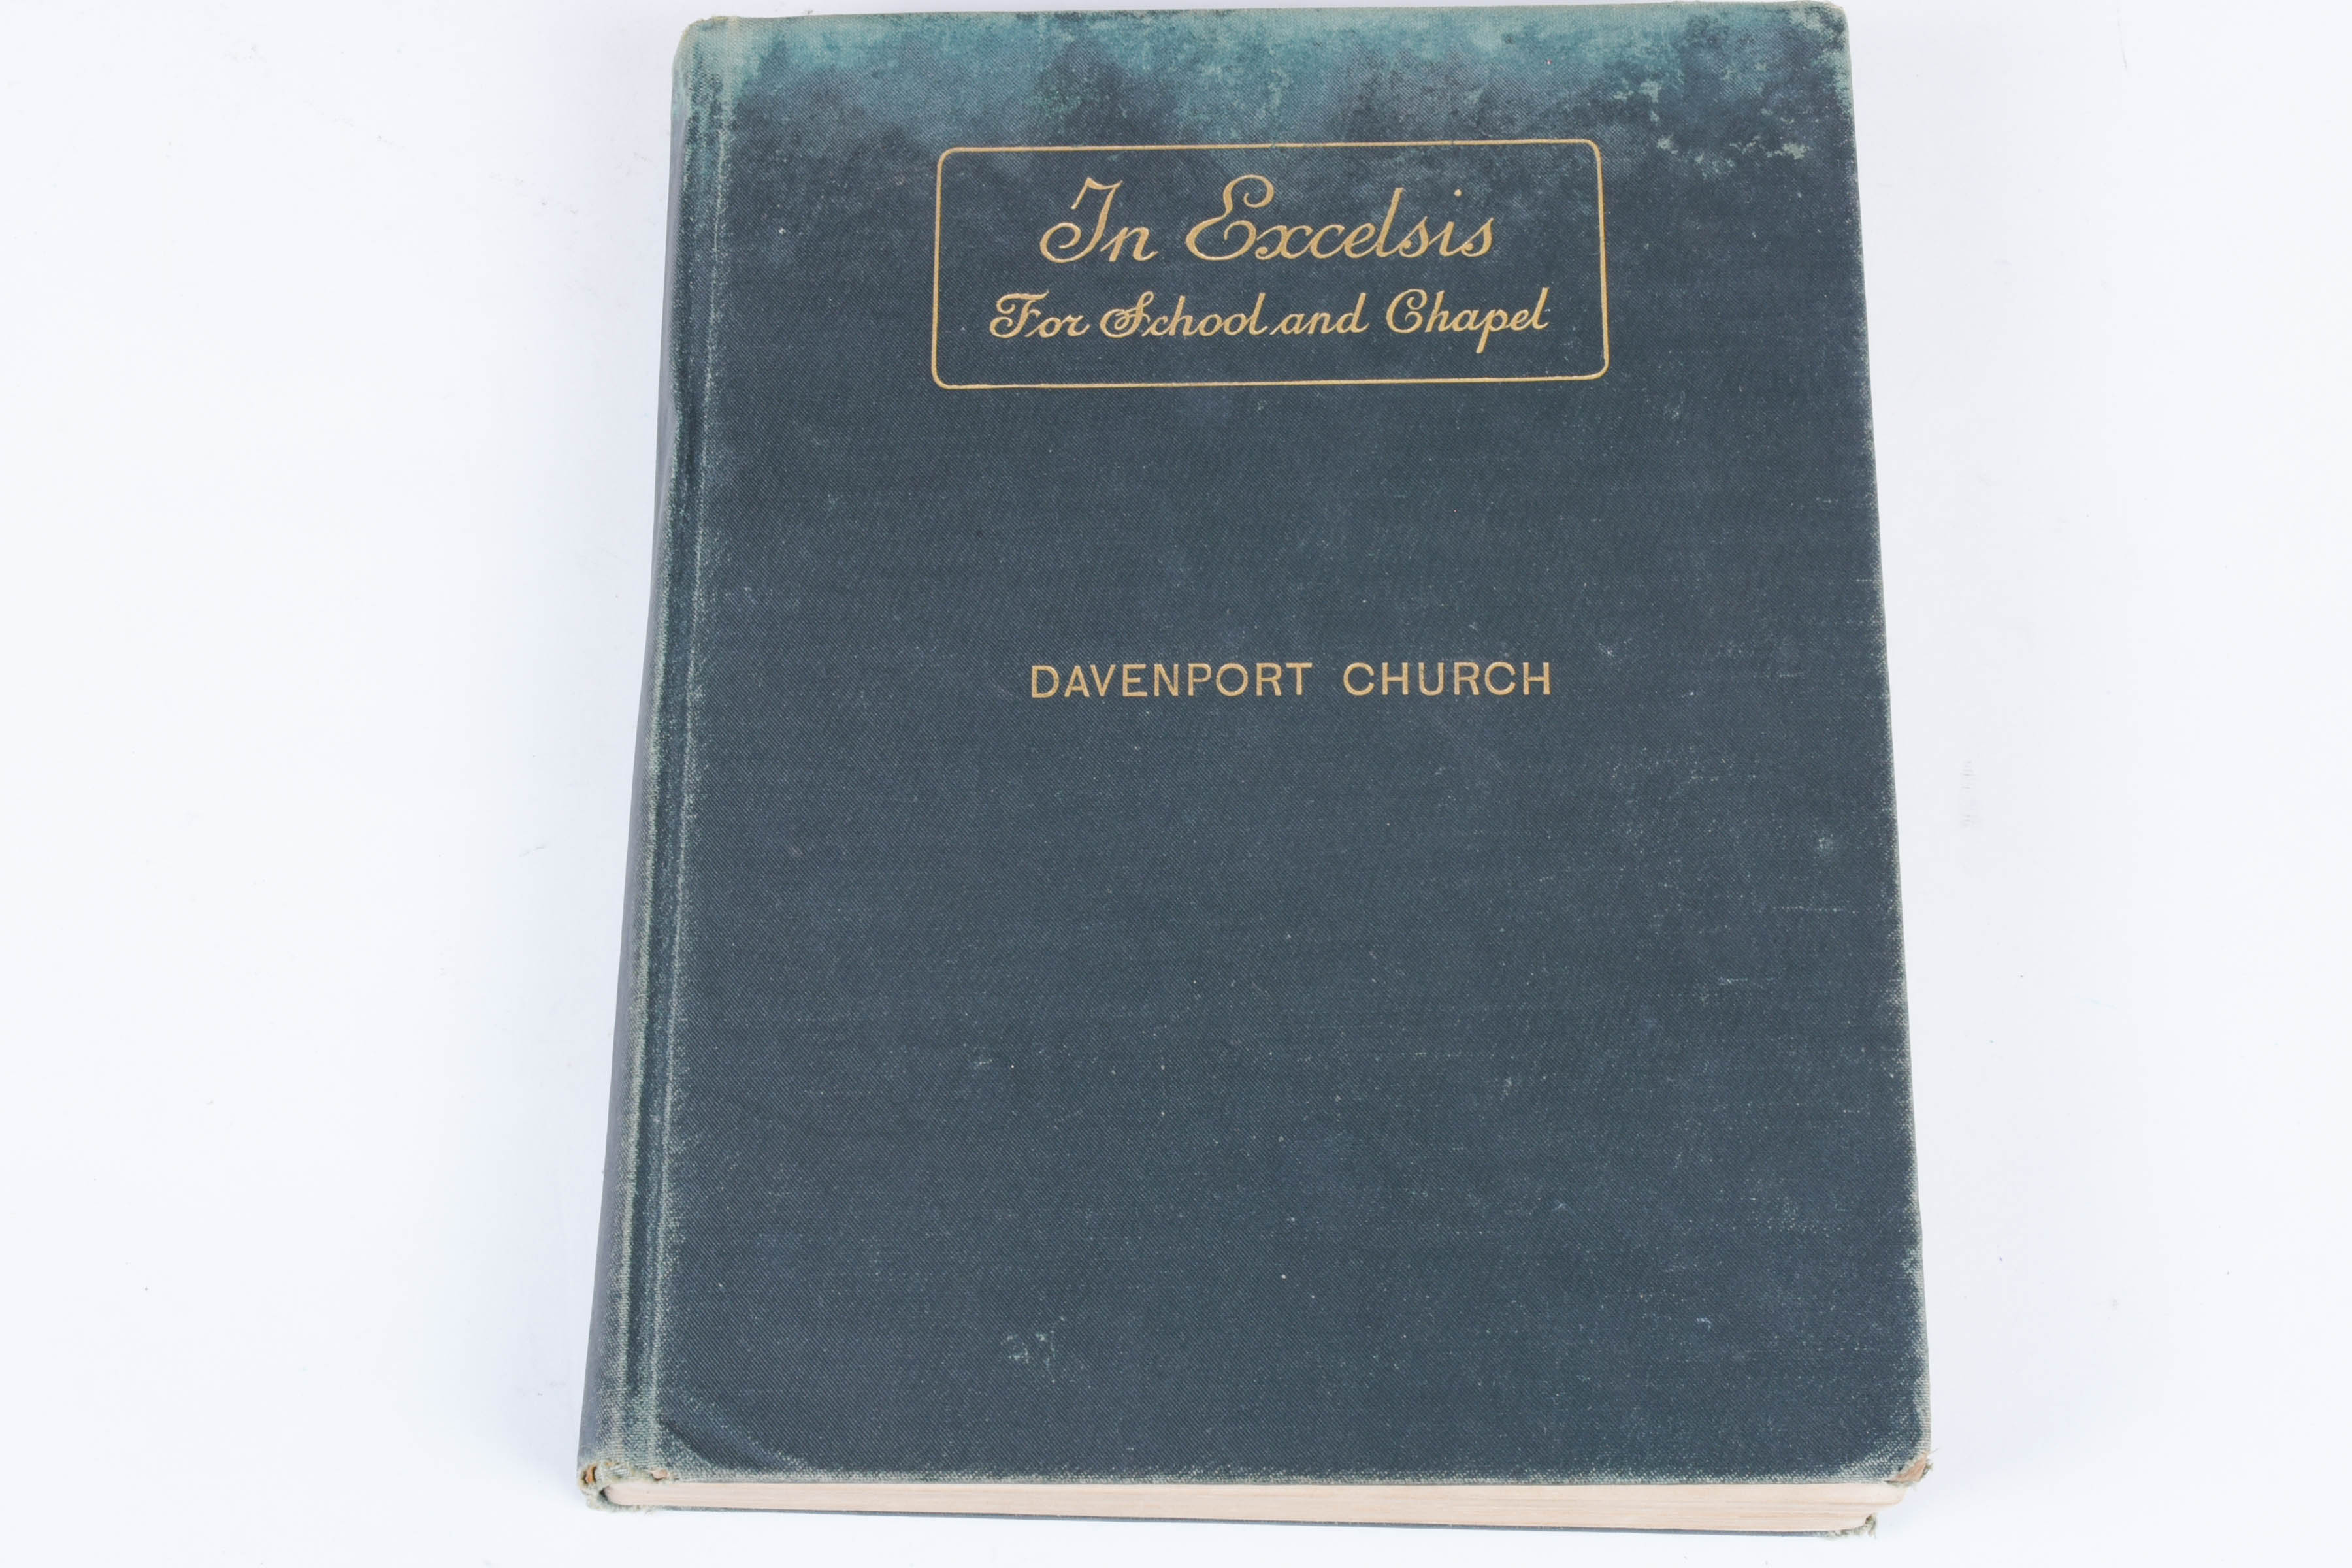 In Excelsis
For School and Chapel
DAVENPORT CHURCH